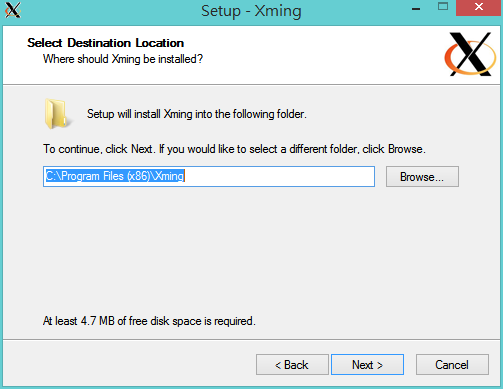 Setup - Xming
Select Destination Location
Where should Xming be installed?
Setup will install Xming into the following folder.
To continue, click Next. If you would like to select a different folder, click Browse.
C:\Program Files (x86)\Xming
Browse...
At least 4.7 MB of free disk space is required.
< Back
Next >
Cancel